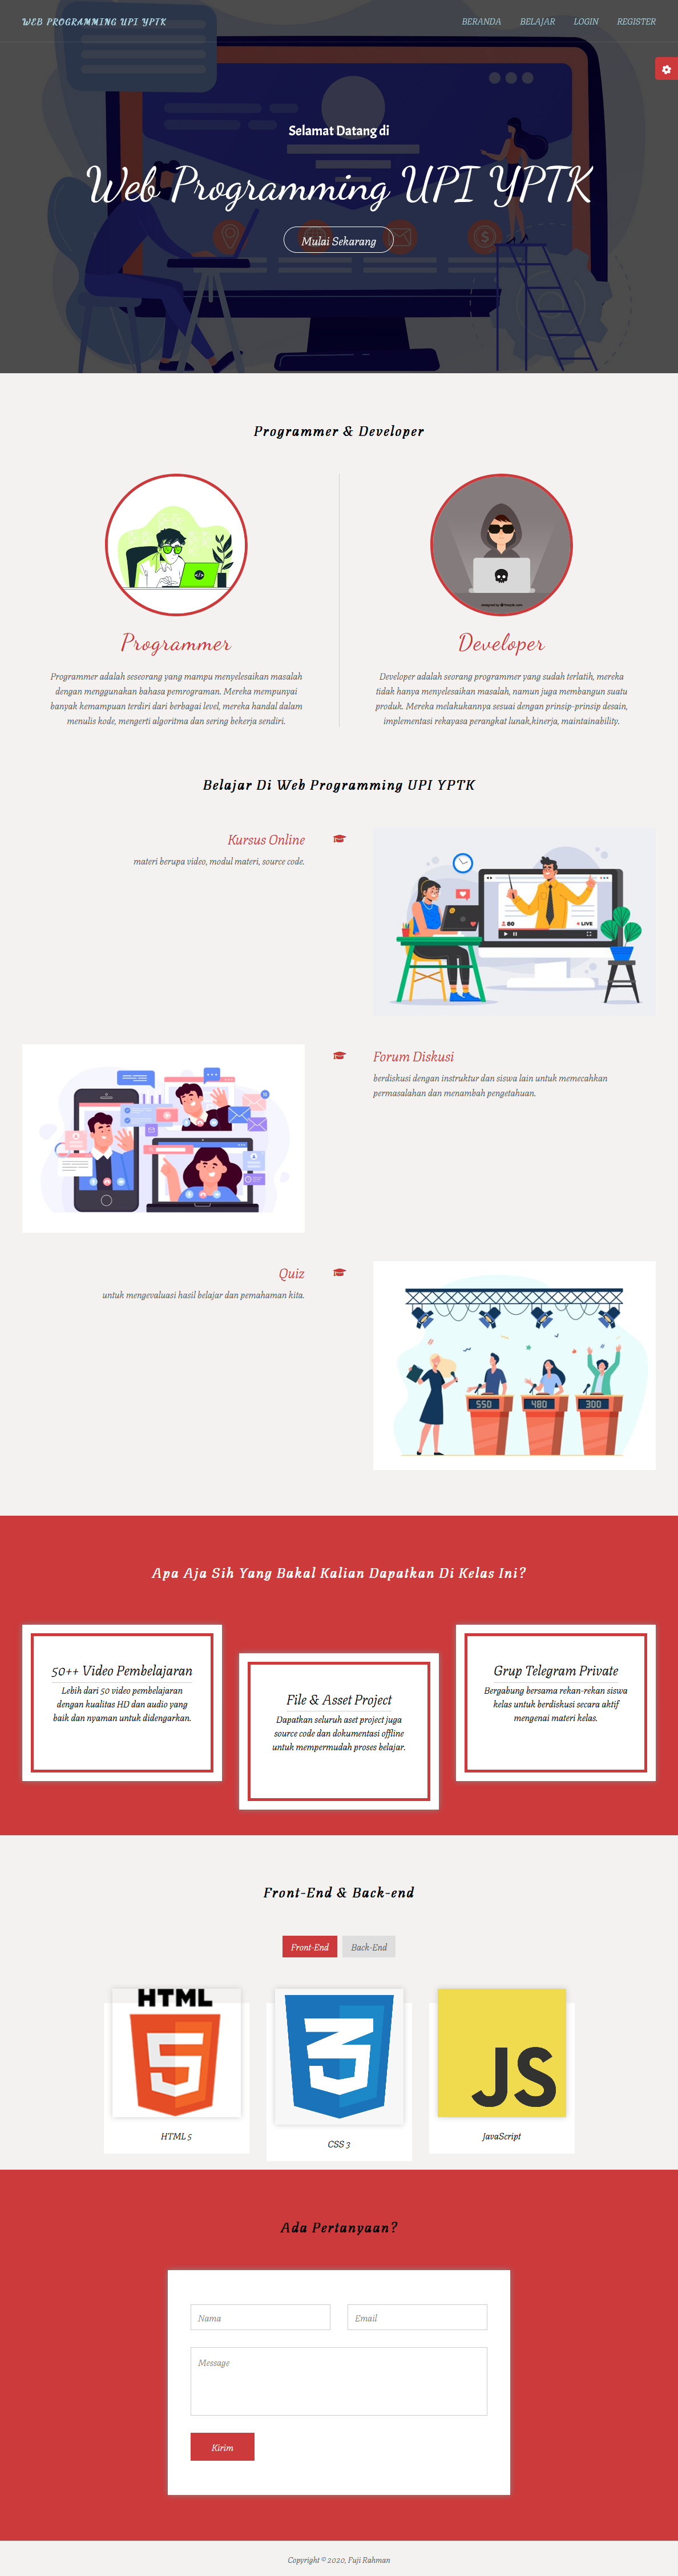 WEB PROGRAMMING UPI YPTK
BERANDA
BELAJAR
LOGIN
REGISTER
Selamat Datang di
Web Programming UPI YPTK
Mulai Sekarang
Programmer & Developer
Programmer
Programmer adalah seseorang yang mampu menyelesaikan masalah
dengan menggunakan bahasa pemrograman. Mereka mempunyai
banyak kemampuan terdiri dari berbagai level, mereka handal dalam
menulis kode, mengerti algoritma dan sering bekerja sendiri.
Developer
Developer adalah seorang programmer yang sudah terlatih, mereka
tidak hanya menyelesaikan masalah, namun juga membangun suatu
produk. Mereka melakukannya sesuai dengan prinsip-prinsip desain,
implementasi rekayasa perangkat lunak,kinerja, maintainability.
Belajar Di Web Programming UPI YPTK
Kursus Online
materi berupa video, modul materi, source code.
80
LIVE
Forum Diskusi
berdiskusi dengan instruktur dan siswa lain untuk memecahkan
permasalahan dan menambah pengetahuan.
Quiz
untuk mengevaluasi hasil belajar dan pemahaman kita.
550
480
300
Apa Aja Sih Yang Bakal Kalian Dapatkan Di Kelas Ini?
50++ Video Pembelajaran
Lebih dari 50 video pembelajaran
dengan kualitas HD dan audio yang
baik dan nyaman untuk didengarkan.
File & Asset Project
Dapatkan seluruh aset project juga
source code dan dokumentasi offline
untuk mempermudah proses belajar.
Grup Telegram Private
Bergabung bersama rekan-rekan siswa
kelas untuk berdiskusi secara aktif
mengenai materi kelas.
Front-End & Back-end
Front-End
Back-End
HTML
5
HTML 5
3
CSS 3
JS
JavaScript
Ada Pertanyaan?
Nama
Email
Message
Kirim
Copyright © 2020, Fuji Rahman